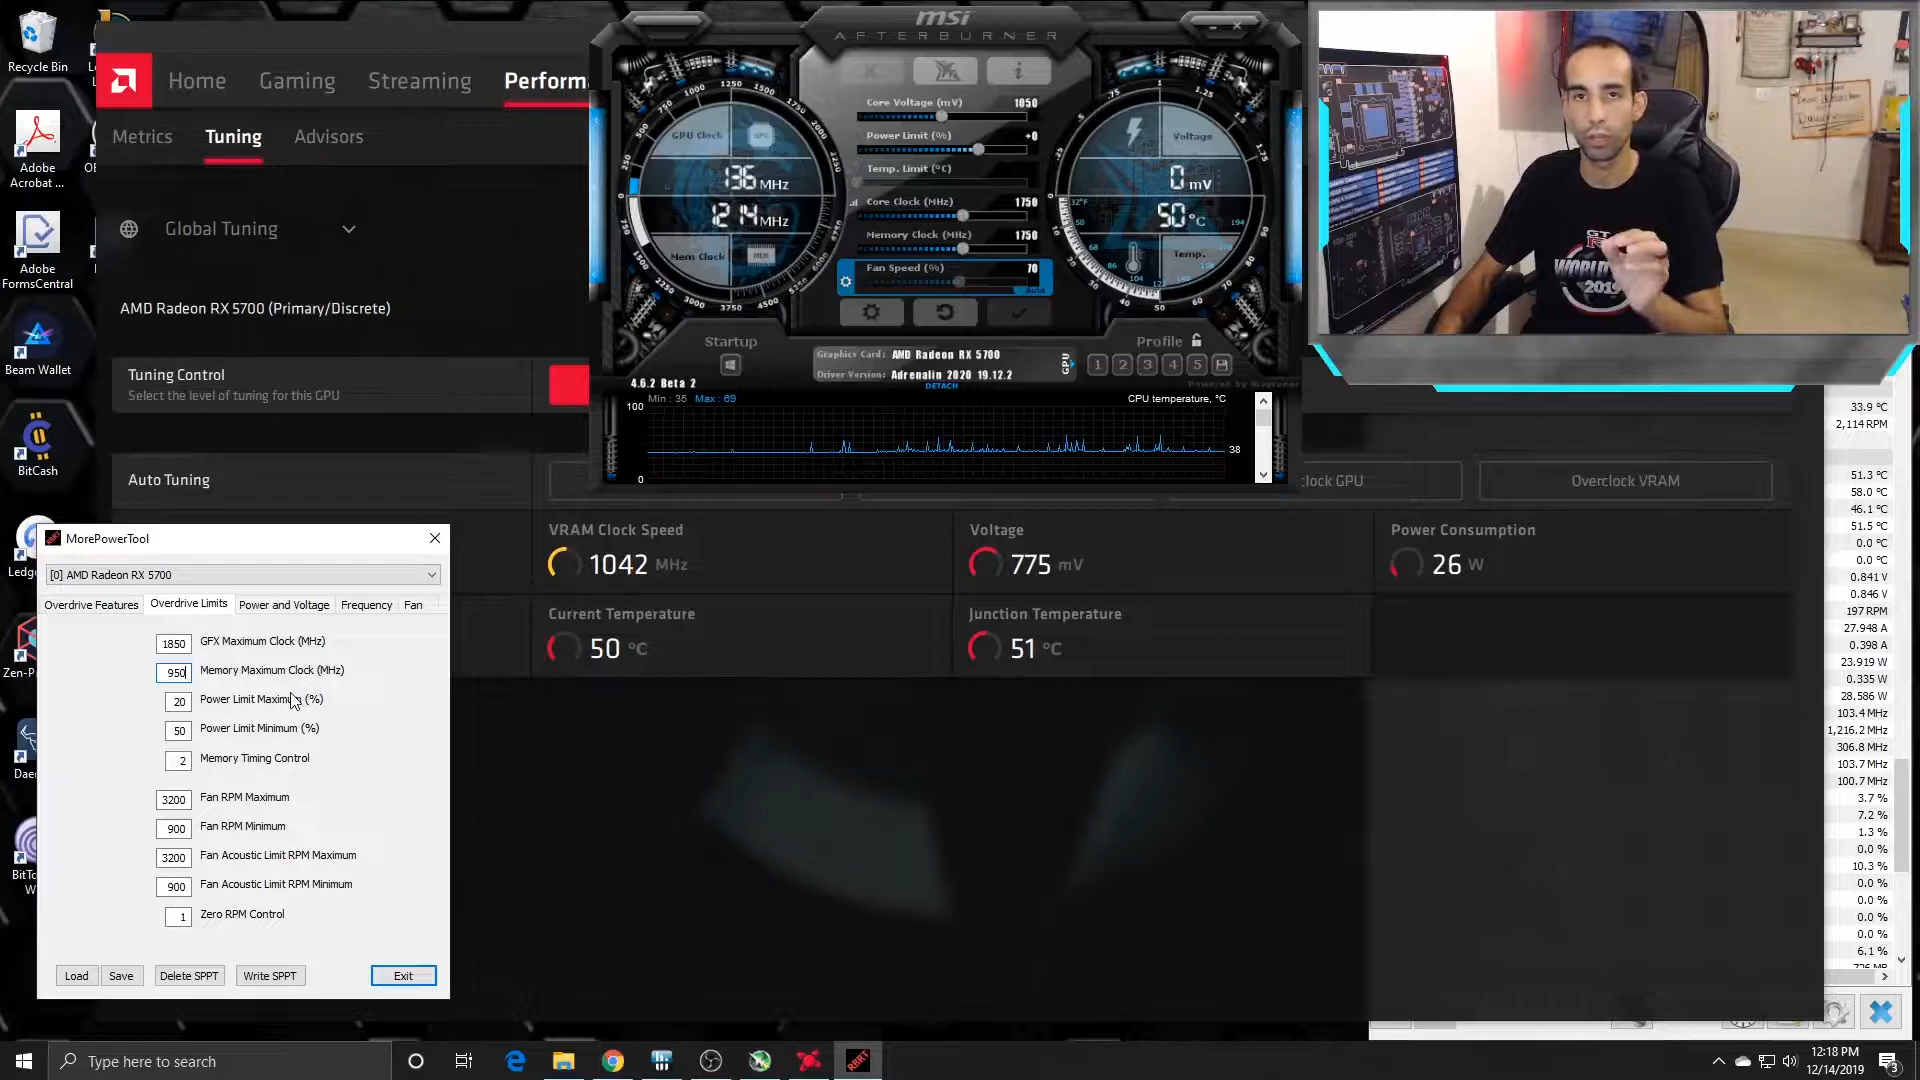 Recycle Bin
Adobe
Acrobat ...
Adobe
FormsCentral
Beam Wallet
BitCash
Home
Gaming
Streaming
Metrics
Tuning
Advisors
Global Tuning
AMD Radeon RX 5700 (Primary/Discrete)
Tuning Control
Select the level of tuning for this GPU
Auto Tuning
Overclock VRAM
VRAM Clock Speed
1042 MHz
Voltage
775 mV
Power Consumption
26 W
Current Temperature
50 °C
Junction Temperature
51 °C
msi
AFTERBURNER
Core Voltage (mV)
1050
Power Limit (%)
+0
Temp. Limit (°C)
Core Clock (MHz)
1750
Memory Clock (MHz)
1750
Fan Speed (%)
70
Auto
GPU Clock
136 MHz
1214 MHz
Mem Clock
Voltage
0 mV
50 °C
Temp.
Startup
Profile
1 2 3 4 5
Graphics Card: AMD Radeon RX 5700
Driver Version: Adrenalin 2020 19.12.2
DETACH
GPU
4.6.2 Beta 2
Min : 35 Max : 69
CPU temperature, °C
100
38
0
MorePowerTool
[0] AMD Radeon RX 5700
Overdrive Features
Overdrive Limits
Power and Voltage
Frequency
Fan
1850 GFX Maximum Clock (MHz)
950 Memory Maximum Clock (MHz)
20 Power Limit Maximum (%)
50 Power Limit Minimum (%)
2 Memory Timing Control
3200 Fan RPM Maximum
900 Fan RPM Minimum
3200 Fan Acoustic Limit RPM Maximum
900 Fan Acoustic Limit RPM Minimum
1 Zero RPM Control
Load
Save
Delete SPPT
Write SPPT
Exit
33.9 °C
2,114 RPM
51.3 °C
58.0 °C
46.1 °C
51.5 °C
0.0 °C
0.0 °C
0.841 V
0.846 V
197 RPM
27.948 A
0.398 A
23.919 W
0.335 W
28.586 W
103.4 MHz
1,216.2 MHz
306.8 MHz
103.7 MHz
100.7 MHz
3.7 %
7.2 %
1.3 %
0.0 %
10.3 %
0.0 %
0.0 %
0.0 %
0.0 %
6.1 %
Type here to search
12:18 PM
12/14/2019